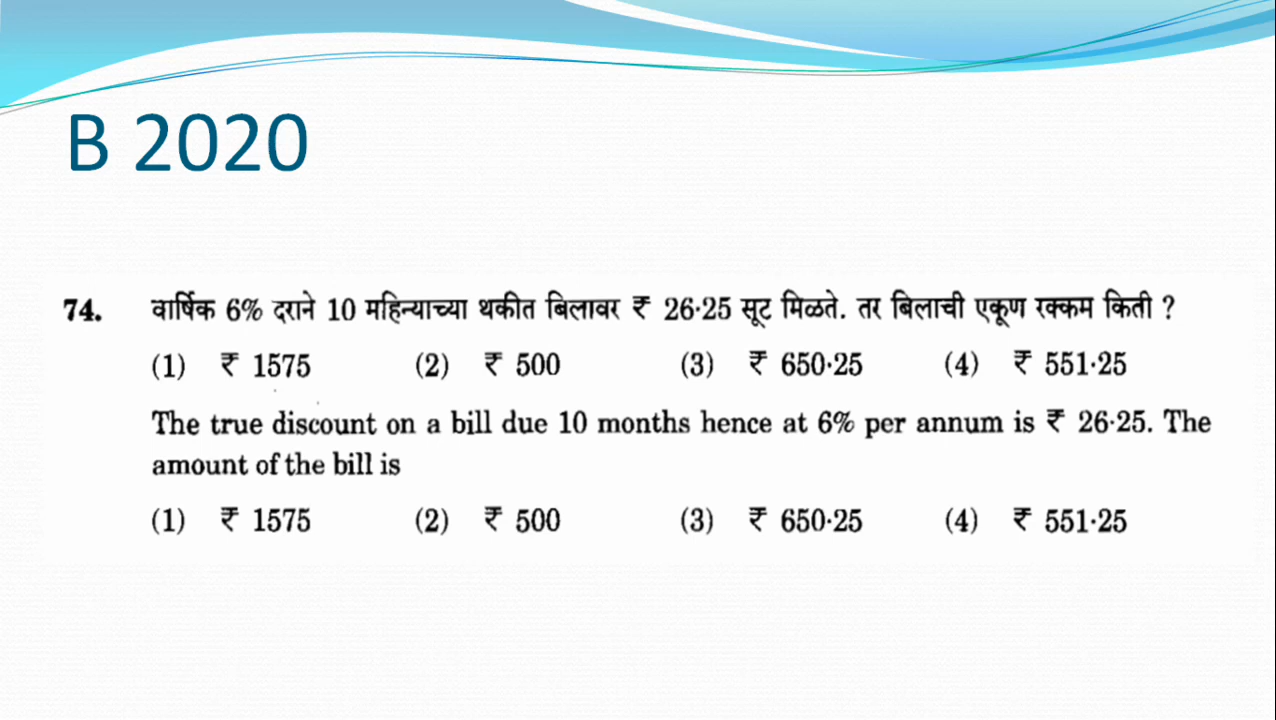 B 2020
74. वार्षिक 6% दराने 10 महिन्याच्या थकीत बिलावर ₹ 26·25 सूट मिळते. तर बिलाची एकूण रक्कम किती ?
(1) ₹ 1575 (2) ₹ 500 (3) ₹ 650·25 (4) ₹ 551·25
The true discount on a bill due 10 months hence at 6% per annum is ₹ 26·25. The
amount of the bill is
(1) ₹ 1575 (2) ₹ 500 (3) ₹ 650·25 (4) ₹ 551·25